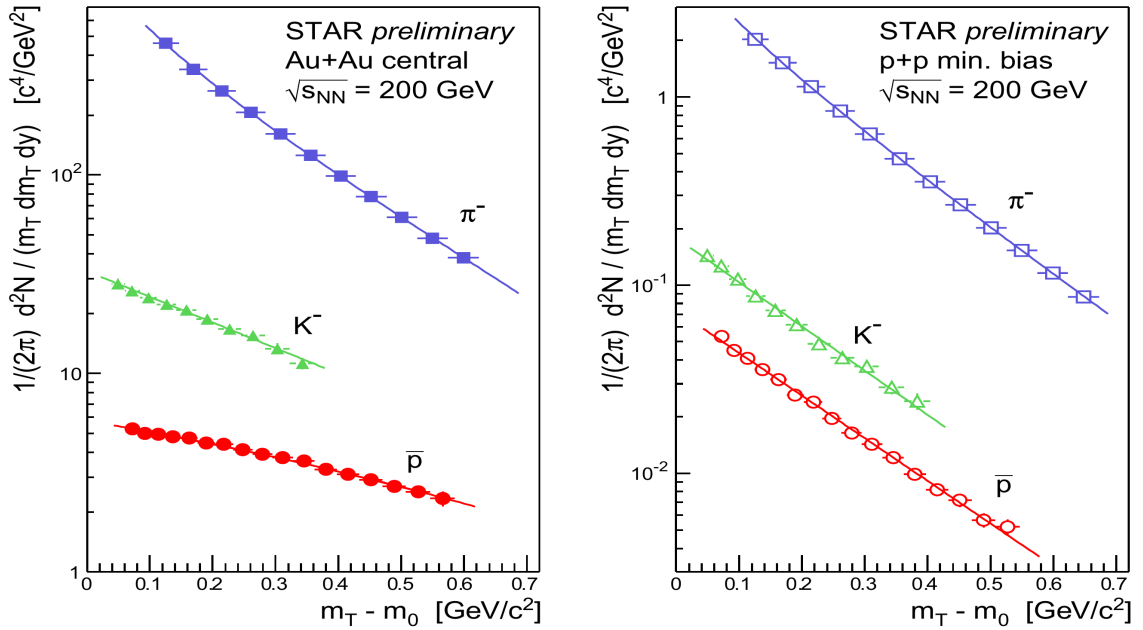 STAR preliminary
Au+Au central
√sNN = 200 GeV
1/(2π) d²N / (mT dmT dy) [c⁴/GeV²]
10²
10
1
π⁻
K⁻
p̅
0 0.1 0.2 0.3 0.4 0.5 0.6 0.7
mT - m0 [GeV/c²]
STAR preliminary
p+p min. bias
√sNN = 200 GeV
1/(2π) d²N / (mT dmT dy) [c⁴/GeV²]
1
10⁻¹
10⁻²
π⁻
K⁻
p̅
0 0.1 0.2 0.3 0.4 0.5 0.6 0.7
mT - m0 [GeV/c²]